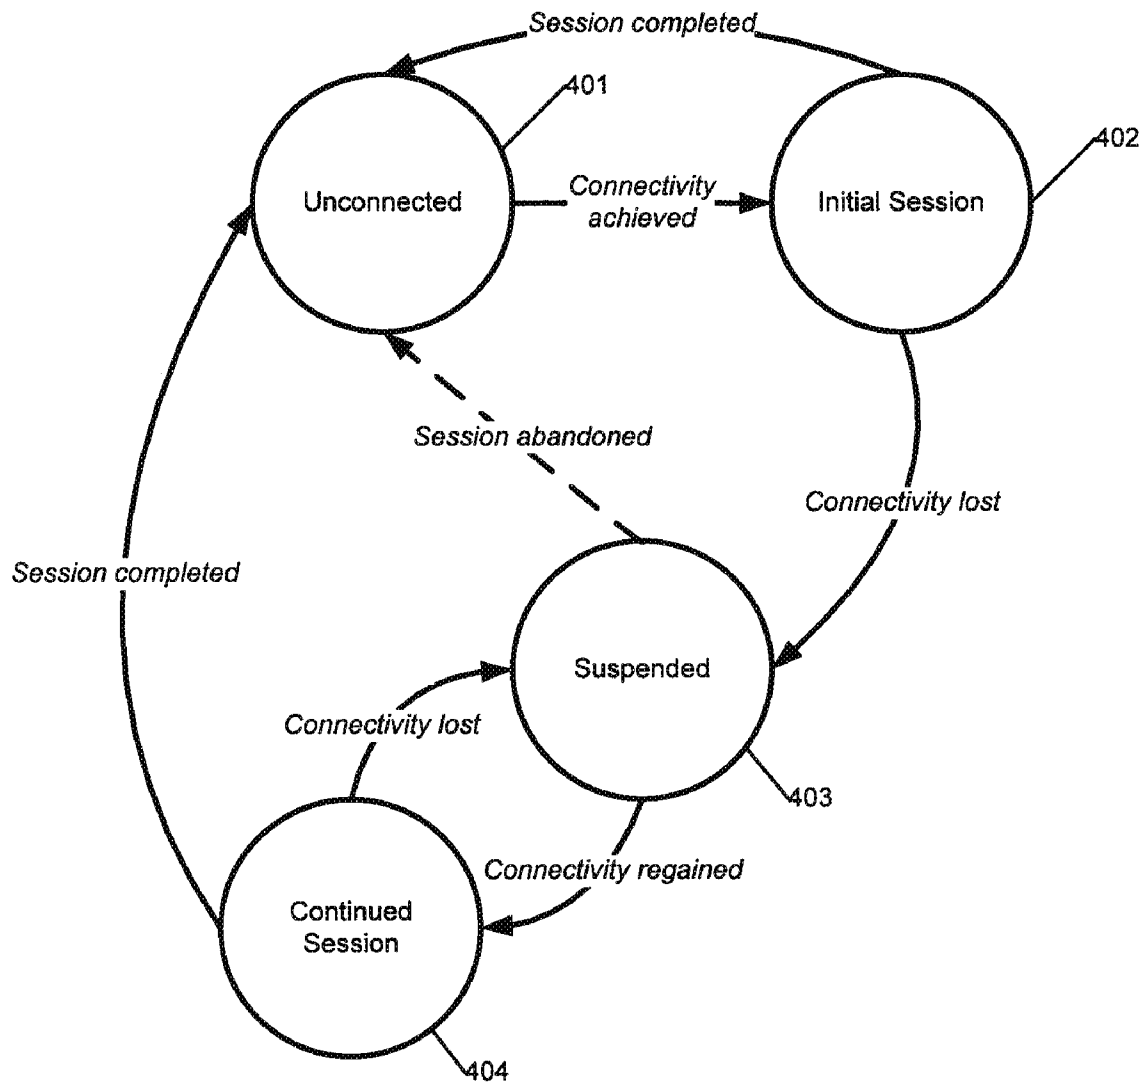 Session completed
401
402
Unconnected
Connectivity
achieved
Initial Session
Session abandoned
Connectivity lost
Session completed
Suspended
Connectivity lost
403
Connectivity regained
Continued
Session
404